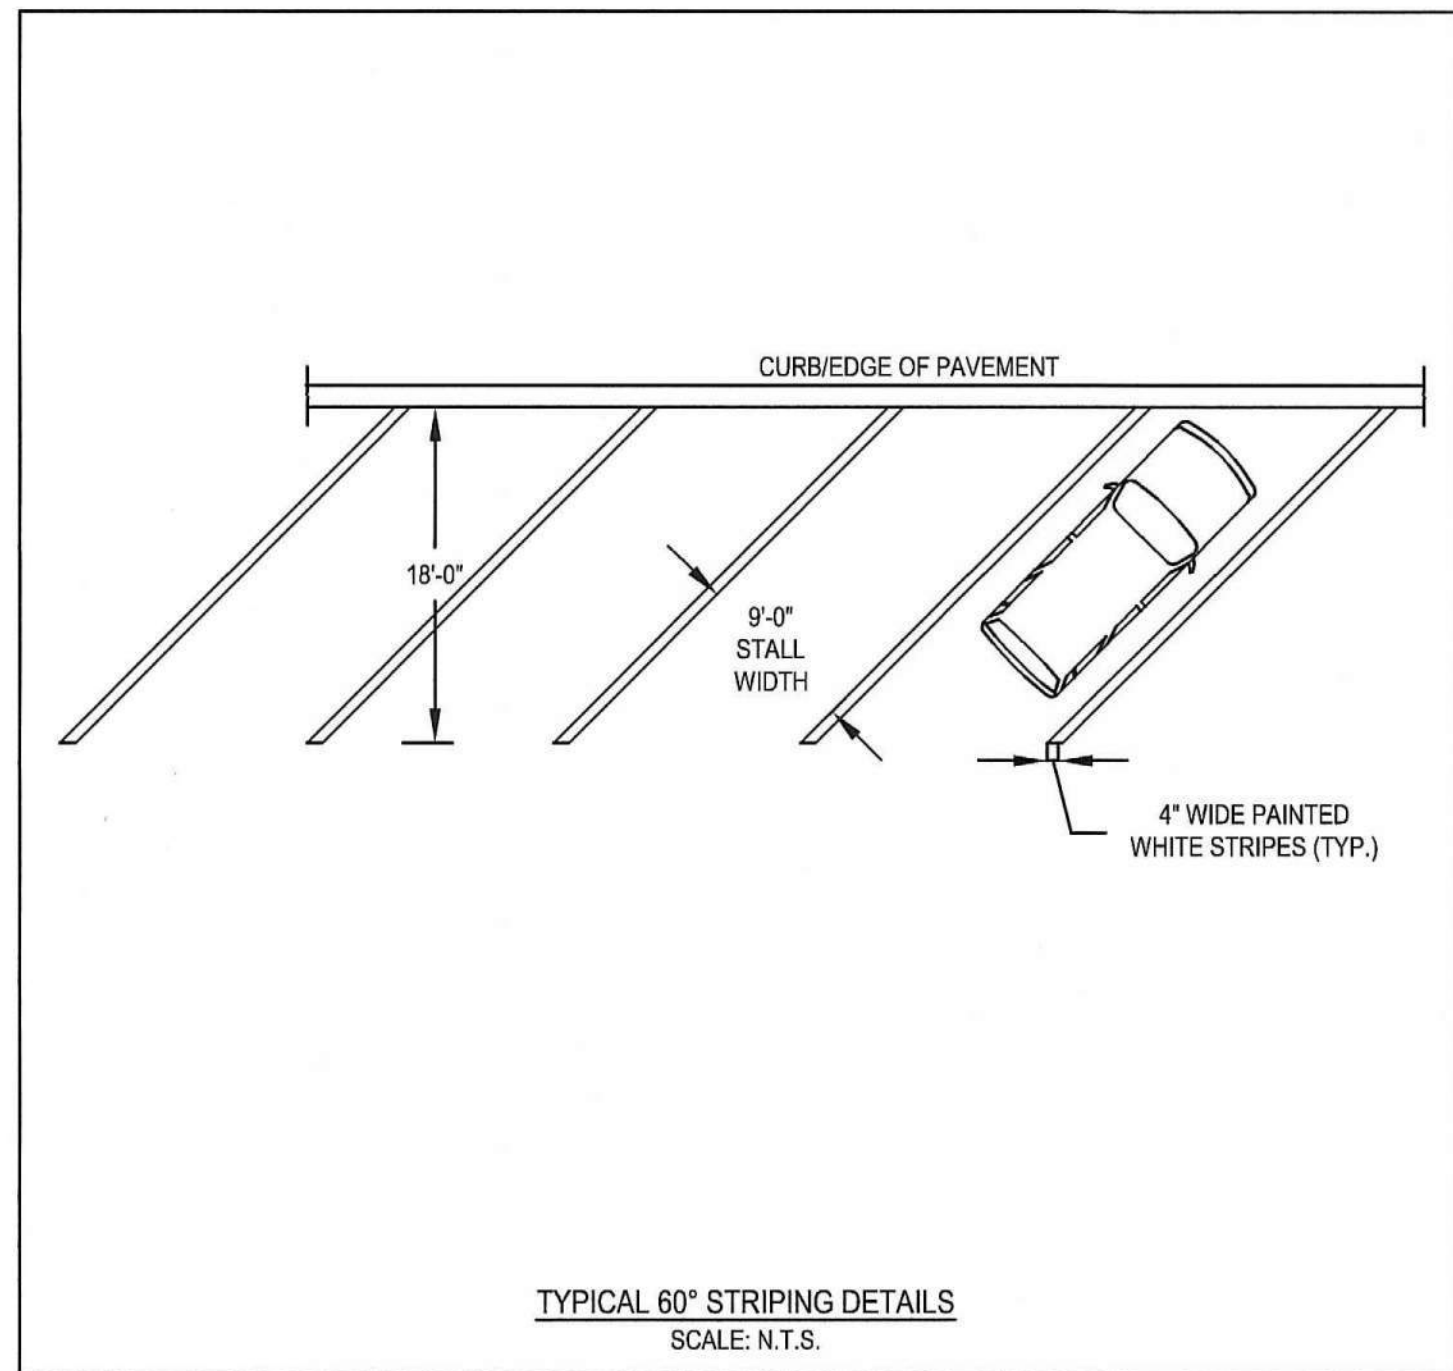 CURB/EDGE OF PAVEMENT
18'-0"
9'-0"
STALL
WIDTH
4" WIDE PAINTED
WHITE STRIPES (TYP.)
TYPICAL 60° STRIPING DETAILS
SCALE: N.T.S.